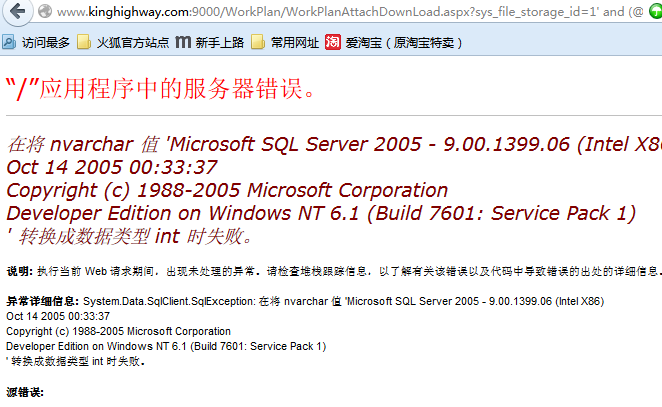 www.kinghighway.com:9000/WorkPlan/WorkPlanAttachDownLoad.aspx?sys_file_storage_id=1' and (@
访问最多 火狐官方站点 新手上路 常用网址 爱淘宝（原淘宝特卖）
“/”应用程序中的服务器错误。
在将 nvarchar 值 'Microsoft SQL Server 2005 - 9.00.1399.06 (Intel X86
Oct 14 2005 00:33:37
Copyright (c) 1988-2005 Microsoft Corporation
Developer Edition on Windows NT 6.1 (Build 7601: Service Pack 1)
' 转换成数据类型 int 时失败。
说明: 执行当前 Web 请求期间，出现未处理的异常。请检查堆栈跟踪信息，以了解有关该错误以及代码中导致错误的出处的详细信息。
异常详细信息: System.Data.SqlClient.SqlException: 在将 nvarchar 值 'Microsoft SQL Server 2005 - 9.00.1399.06 (Intel X86)
Oct 14 2005 00:33:37
Copyright (c) 1988-2005 Microsoft Corporation
Developer Edition on Windows NT 6.1 (Build 7601: Service Pack 1)
' 转换成数据类型 int 时失败。
源错误: